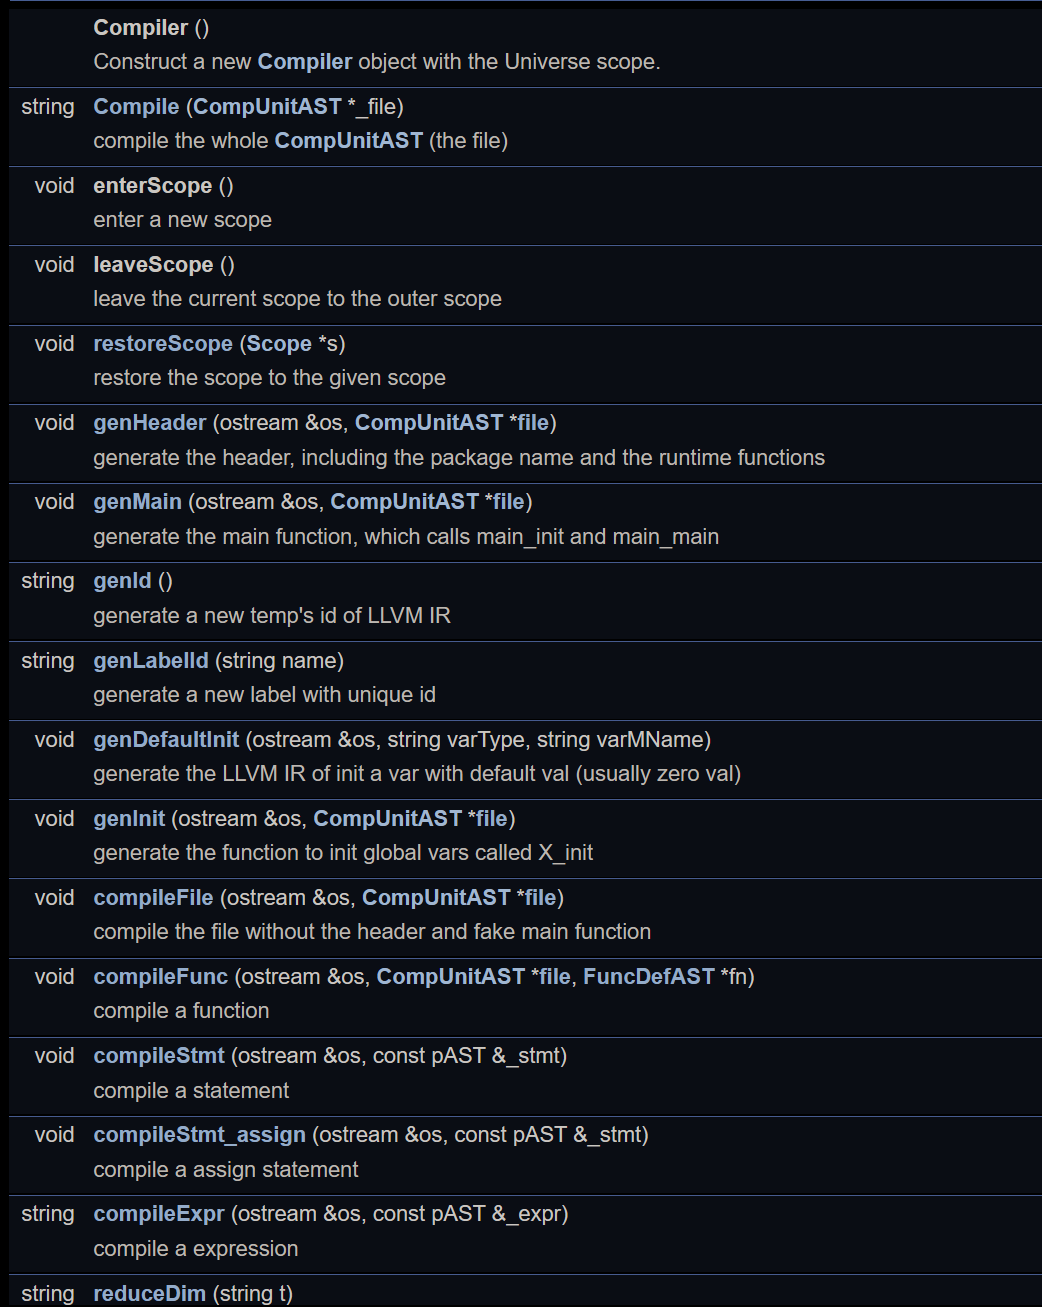 Compiler ()
Construct a new Compiler object with the Universe scope.
string Compile (CompUnitAST *_file)
compile the whole CompUnitAST (the file)
void enterScope ()
enter a new scope
void leaveScope ()
leave the current scope to the outer scope
void restoreScope (Scope *s)
restore the scope to the given scope
void genHeader (ostream &os, CompUnitAST *file)
generate the header, including the package name and the runtime functions
void genMain (ostream &os, CompUnitAST *file)
generate the main function, which calls main_init and main_main
string genId ()
generate a new temp's id of LLVM IR
string genLabelId (string name)
generate a new label with unique id
void genDefaultInit (ostream &os, string varType, string varMName)
generate the LLVM IR of init a var with default val (usually zero val)
void genInit (ostream &os, CompUnitAST *file)
generate the function to init global vars called X_init
void compileFile (ostream &os, CompUnitAST *file)
compile the file without the header and fake main function
void compileFunc (ostream &os, CompUnitAST *file, FuncDefAST *fn)
compile a function
void compileStmt (ostream &os, const pAST &_stmt)
compile a statement
void compileStmt_assign (ostream &os, const pAST &_stmt)
compile a assign statement
string compileExpr (ostream &os, const pAST &_expr)
compile a expression
string reduceDim (string t)